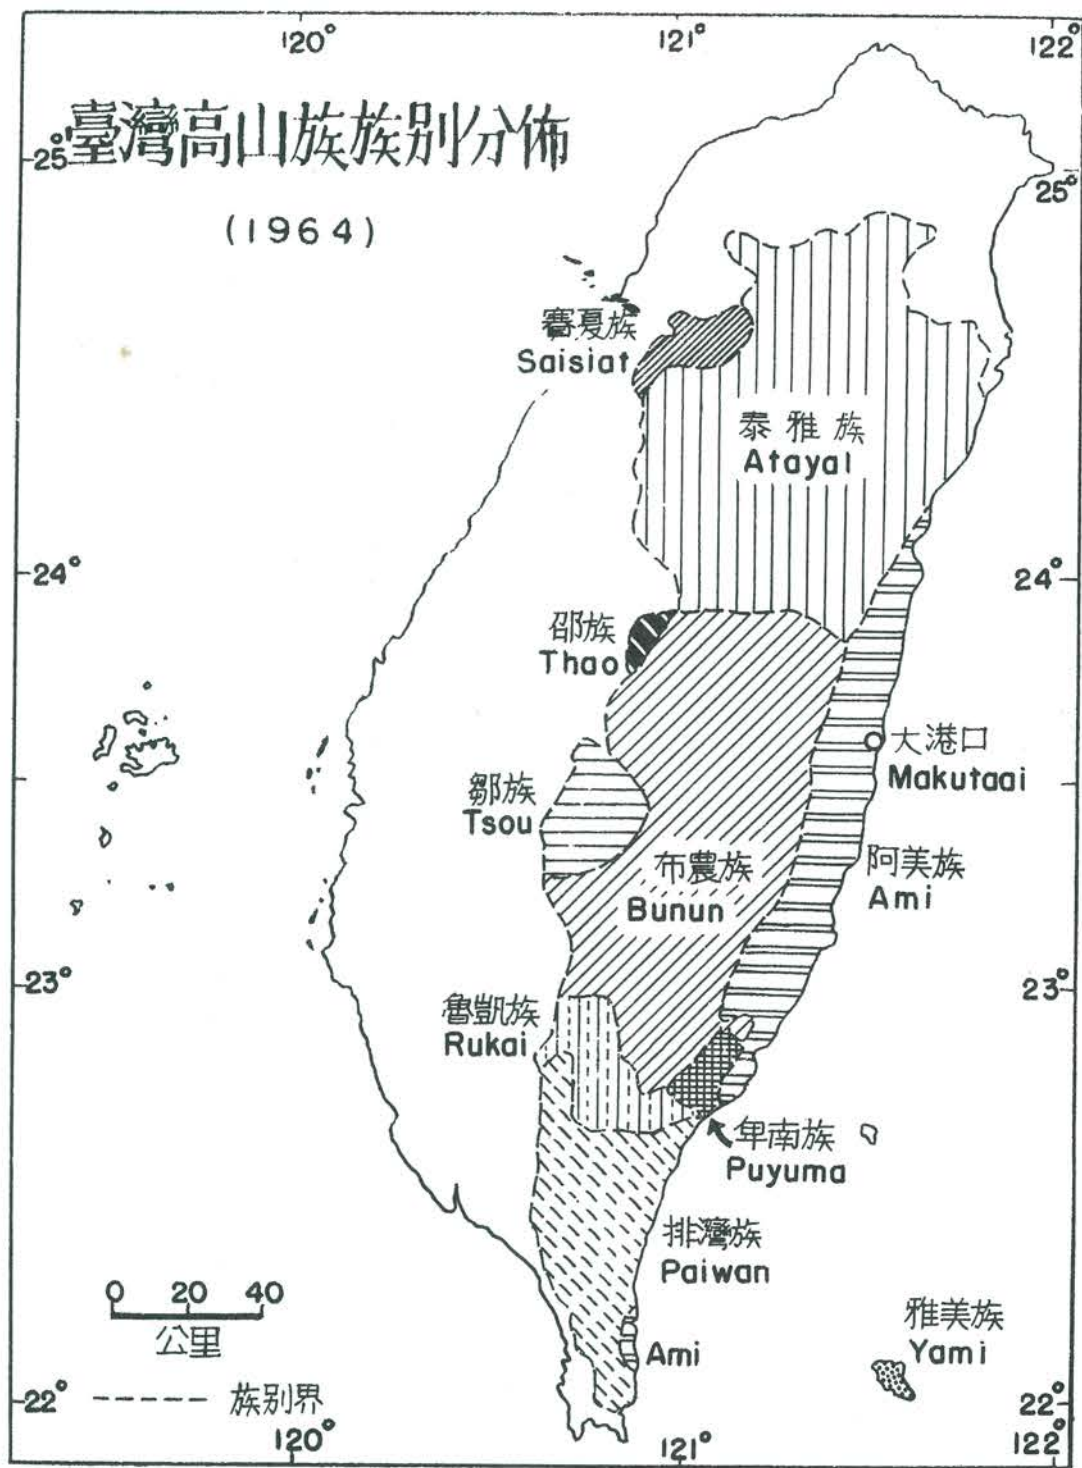 120°
121°
122°
臺灣高山族族別分佈
25°
25°
(1964)
賽夏族
Saisiat
泰雅族
Atayal
24°
24°
邵族
Thao
大港口
Makutaai
鄒族
Tsou
布農族
Bunun
阿美族
Ami
23°
23°
魯凱族
Rukai
卑南族
Puyuma
排灣族
Paiwan
0 20 40
公里
雅美族
Yami
Ami
22°
22°
族別界
120°
121°
122°